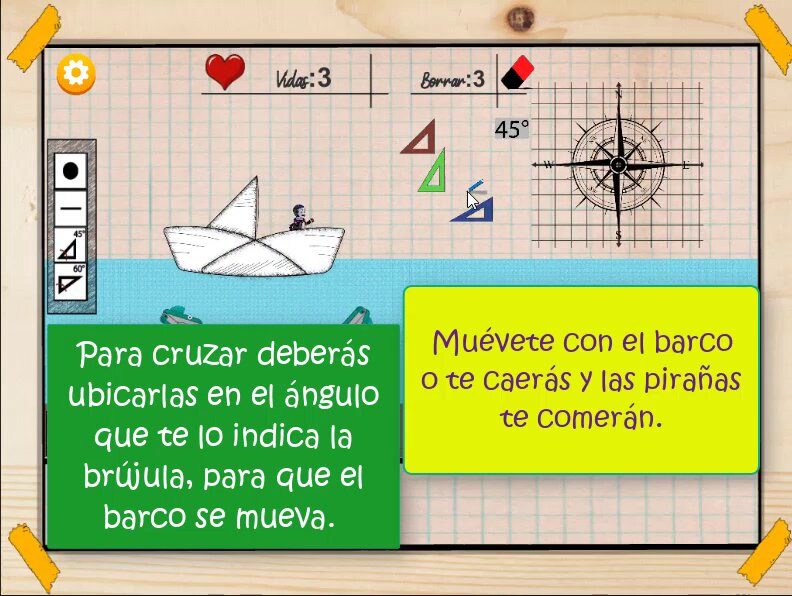 Vidas:3
Borrar:3
45°
N
W
E
S
45°
60°
Para cruzar deberás
ubicarlas en el ángulo
que te lo indica la
brújula, para que el
barco se mueva.
Muévete con el barco
o te caerás y las pirañas
te comerán.